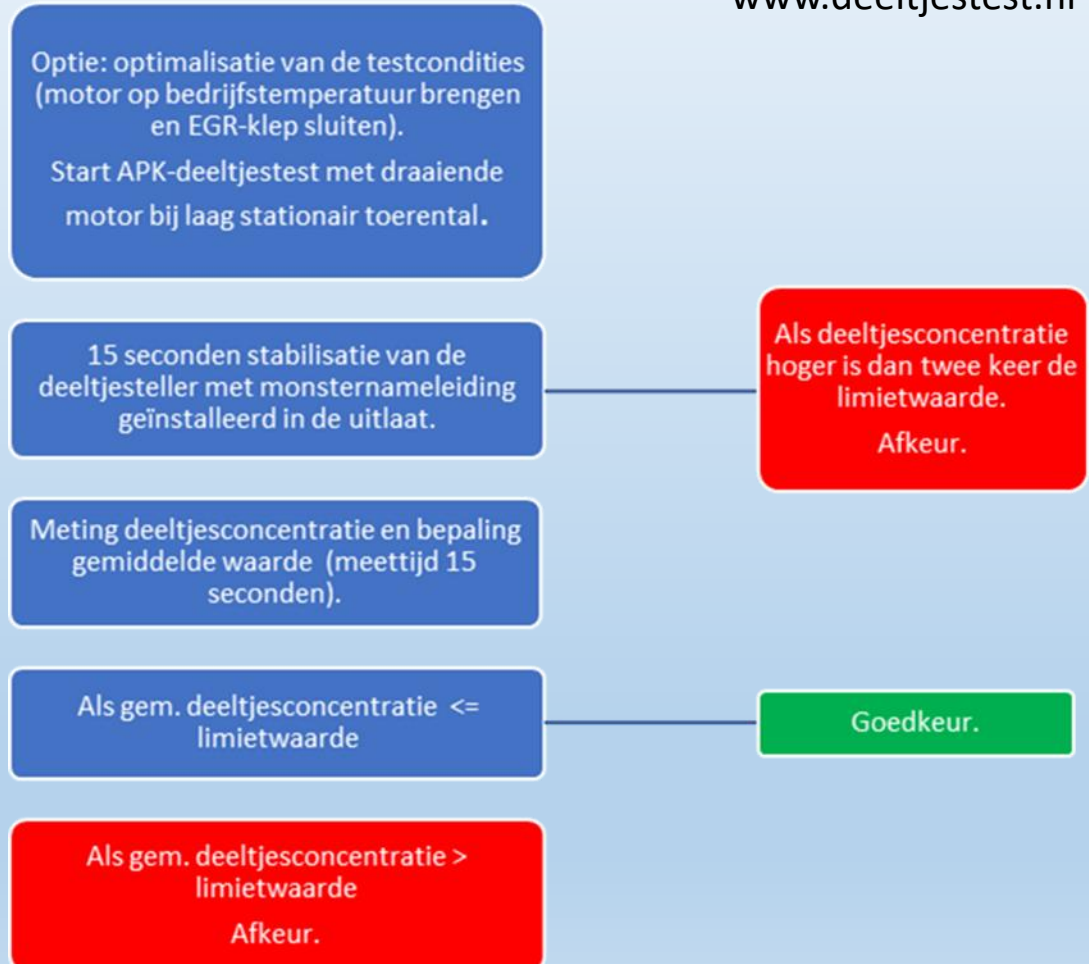 www.deeltjestest.nl
Optie: optimalisatie van de testcondities
(motor op bedrijfstemperatuur brengen
en EGR-klep sluiten).
Start APK-deeltjestest met draaiende
motor bij laag stationair toerental.
15 seconden stabilisatie van de
deeltjesteller met monsternameleiding
geïnstalleerd in de uitlaat.
Als deeltjesconcentratie
hoger is dan twee keer de
limietwaarde.
Afkeur.
Meting deeltjesconcentratie en bepaling
gemiddelde waarde (meettijd 15
seconden).
Als gem. deeltjesconcentratie <=
limietwaarde
Goedkeur.
Als gem. deeltjesconcentratie >
limietwaarde
Afkeur.